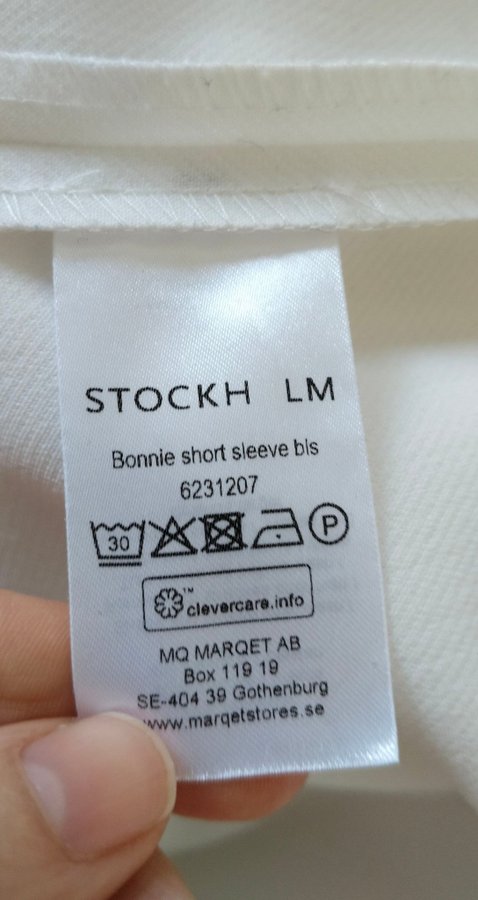 STOCKH LM
Bonnie short sleeve bls
6231207
30 P
clevercare.info
MQ MARQET AB
Box 119 19
SE-404 39 Gothenburg
www.marqetstores.se